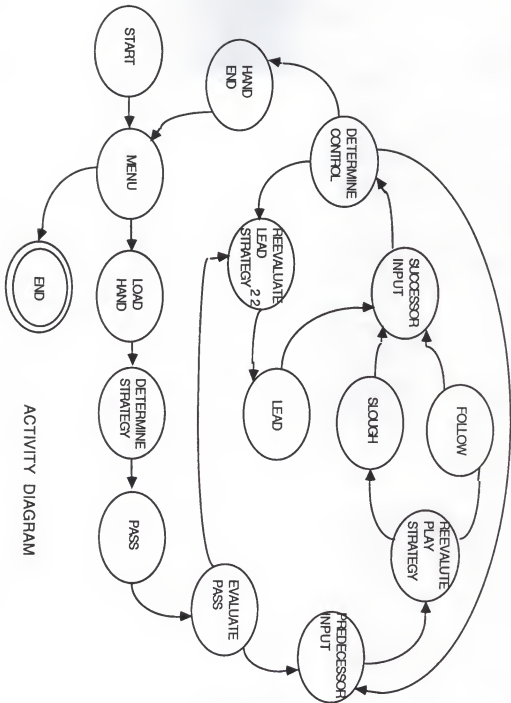 START
MENU
END
LOAD
HAND
DETERMINE
STRATEGY
PASS
EVALUATE
PASS
PREDECESSOR
INPUT
REEVALUTE
PLAY
STRATEGY
FOLLOW
SLOUGH
SUCCESSOR
INPUT
LEAD
REEVALUATE
LEAD
STRATEGY 22
DETERMINE
CONTROL
HAND
END
ACTIVITY DIAGRAM